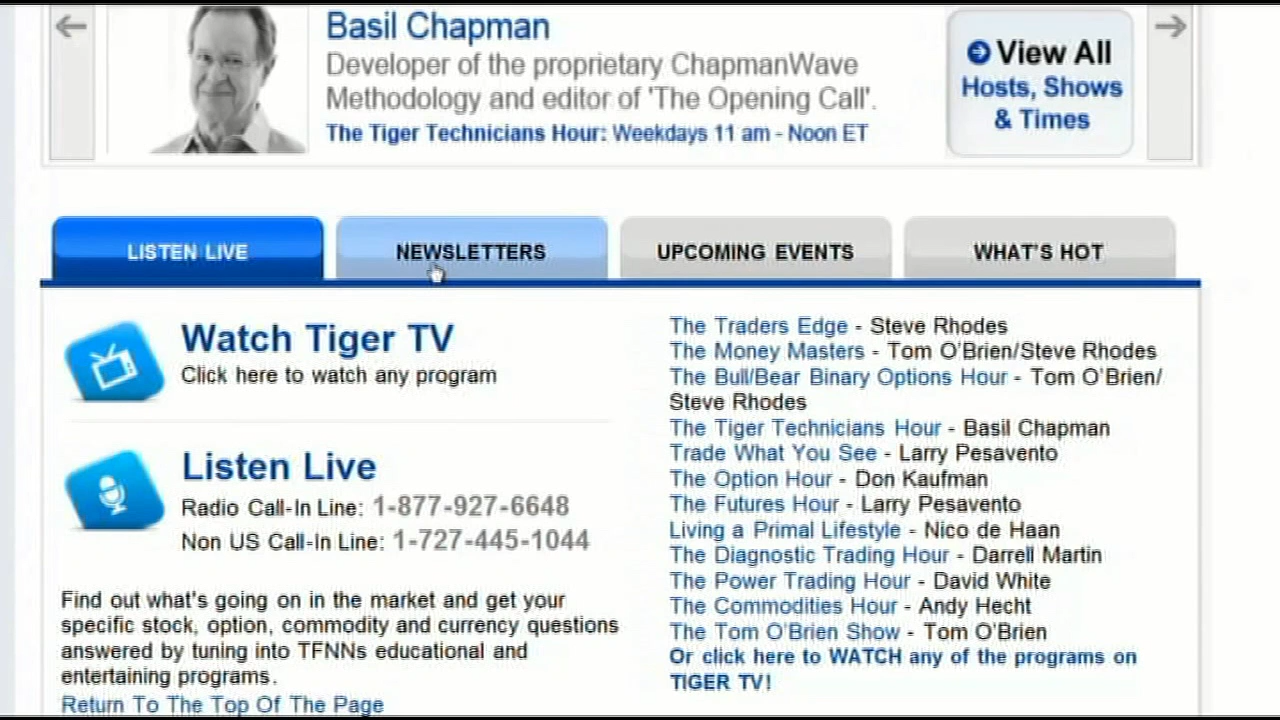 Basil Chapman
Developer of the proprietary ChapmanWave
Methodology and editor of 'The Opening Call'.
The Tiger Technicians Hour: Weekdays 11 am - Noon ET
View All
Hosts, Shows
& Times
LISTEN LIVE
NEWSLETTERS
UPCOMING EVENTS
WHAT'S HOT
Watch Tiger TV
Click here to watch any program
Listen Live
Radio Call-In Line: 1-877-927-6648
Non US Call-In Line: 1-727-445-1044
Find out what's going on in the market and get your
specific stock, option, commodity and currency questions
answered by tuning into TFNNs educational and
entertaining programs.
Return To The Top Of The Page
The Traders Edge - Steve Rhodes
The Money Masters - Tom O'Brien/Steve Rhodes
The Bull/Bear Binary Options Hour - Tom O'Brien/
Steve Rhodes
The Tiger Technicians Hour - Basil Chapman
Trade What You See - Larry Pesavento
The Option Hour - Don Kaufman
The Futures Hour - Larry Pesavento
Living a Primal Lifestyle - Nico de Haan
The Diagnostic Trading Hour - Darrell Martin
The Power Trading Hour - David White
The Commodities Hour - Andy Hecht
The Tom O'Brien Show - Tom O'Brien
Or click here to WATCH any of the programs on
TIGER TV!